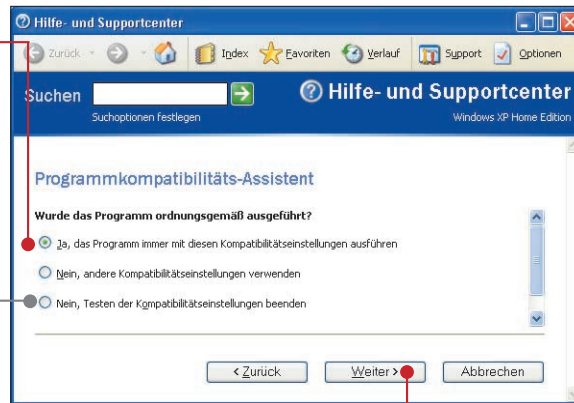 Hilfe- und Supportcenter
Zurück Index Favoriten Verlauf Support Optionen
Suchen Hilfe- und Supportcenter
Suchoptionen festlegen Windows XP Home Edition
Programmkompatibilitäts-Assistent
Wurde das Programm ordnungsgemäß ausgeführt?
Ja, das Programm immer mit diesen Kompatibilitätseinstellungen ausführen
Nein, andere Kompatibilitätseinstellungen verwenden
Nein, Testen der Kompatibilitätseinstellungen beenden
< Zurück Weiter > Abbrechen